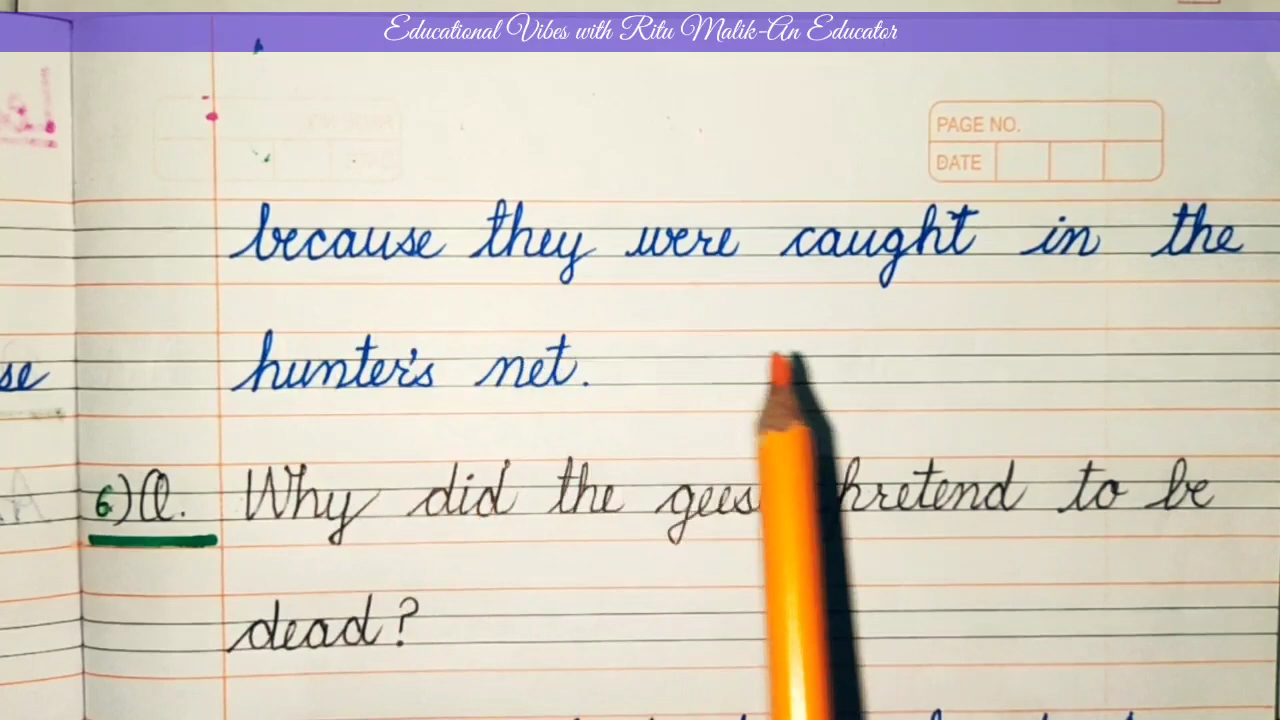 Educational Vibes with Ritu Malik-An Educator
PAGE NO.
DATE
because they were caught in the
se hunter's net.
6)Q. Why did the gees pretend to be
dead?